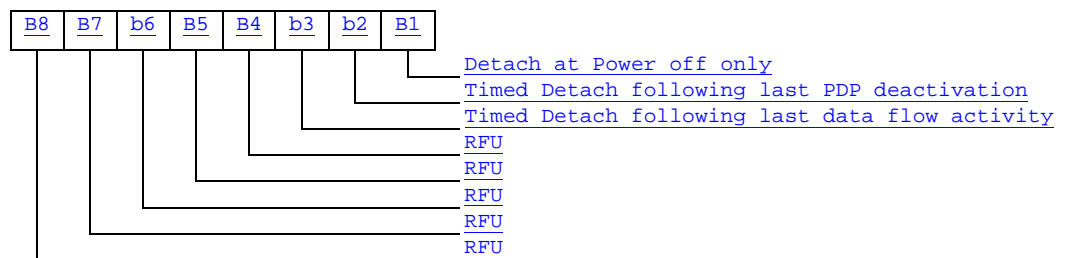 B8 B7 b6 B5 B4 b3 b2 B1
Detach at Power off only
Timed Detach following last PDP deactivation
Timed Detach following last data flow activity
RFU
RFU
RFU
RFU
RFU